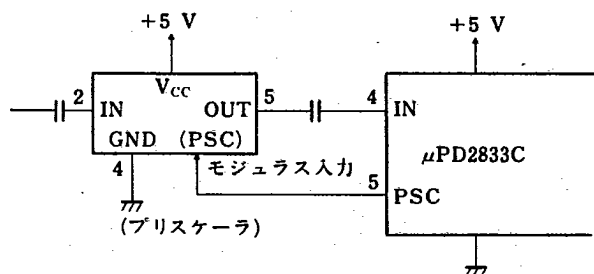 +5 V
+5 V
2
IN
VCC
OUT
5
4
IN
GND
(PSC)
4
モジュラス入力
5
PSC
μPD2833C
(プリスケーラ)